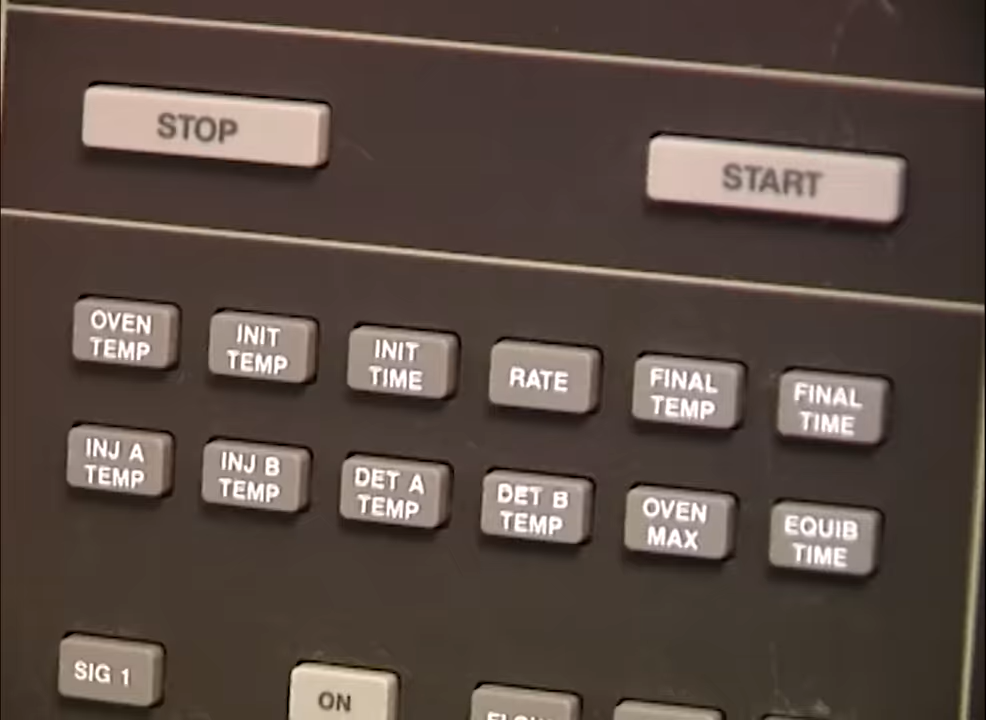 STOP
START
OVEN
TEMP
INIT
TEMP
INIT
TIME
RATE
FINAL
TEMP
FINAL
TIME
INJ A
TEMP
INJ B
TEMP
DET A
TEMP
DET B
TEMP
OVEN
MAX
EQUIB
TIME
SIG 1
ON